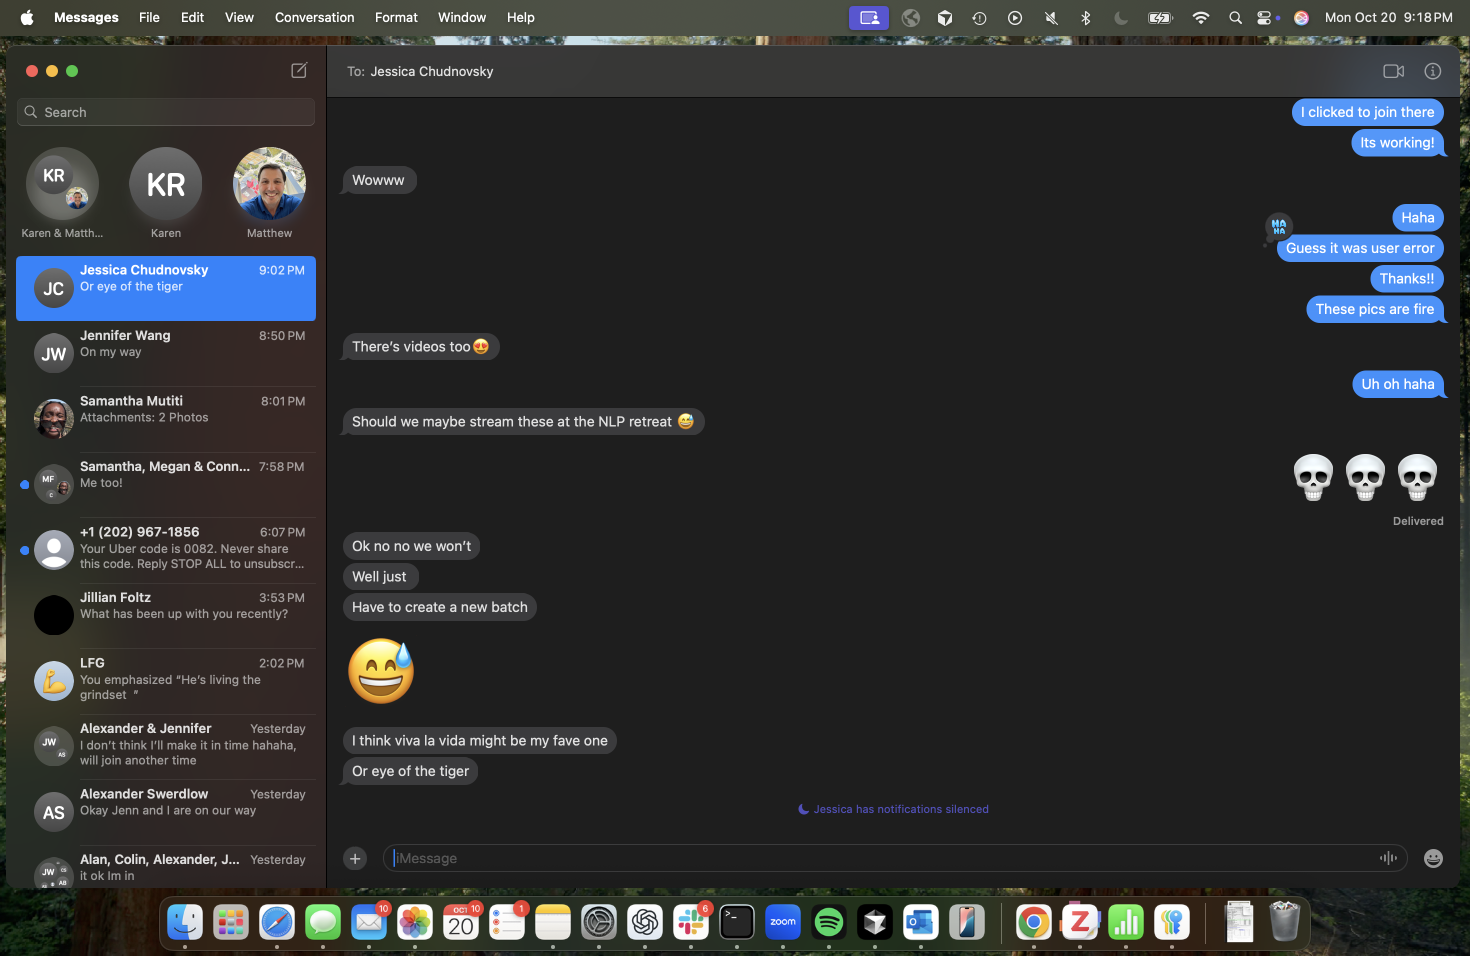 Messages File Edit View Conversation Format Window Help
Mon Oct 20 9:18 PM
Search
KR
KR
Karen & Matth...
Karen
Matthew
JC
Jessica Chudnovsky 9:02 PM
Or eye of the tiger
JW
Jennifer Wang 8:50 PM
On my way
Samantha Mutiti 8:01 PM
Attachments: 2 Photos
MF
C
Samantha, Megan & Conn... 7:58 PM
Me too!
+1 (202) 967-1856 6:07 PM
Your Uber code is 0082. Never share
this code. Reply STOP ALL to unsubscr...
Jillian Foltz 3:53 PM
What has been up with you recently?
LFG 2:02 PM
You emphasized “He’s living the
grindset ”
JW
AS
Alexander & Jennifer Yesterday
I don’t think I’ll make it in time hahaha,
will join another time
AS
Alexander Swerdlow Yesterday
Okay Jenn and I are on our way
JW
CS
AB
Alan, Colin, Alexander, J... Yesterday
it ok Im in
To: Jessica Chudnovsky
I clicked to join there
Its working!
Wowww
Haha
HA
HA
Guess it was user error
Thanks!!
These pics are fire
There’s videos too😍
Uh oh haha
Should we maybe stream these at the NLP retreat 😅
💀💀💀
Delivered
Ok no no we won’t
Well just
Have to create a new batch
😅
I think viva la vida might be my fave one
Or eye of the tiger
Jessica has notifications silenced
iMessage
10
OCT 10
20
1
6
>_
zoom
Z